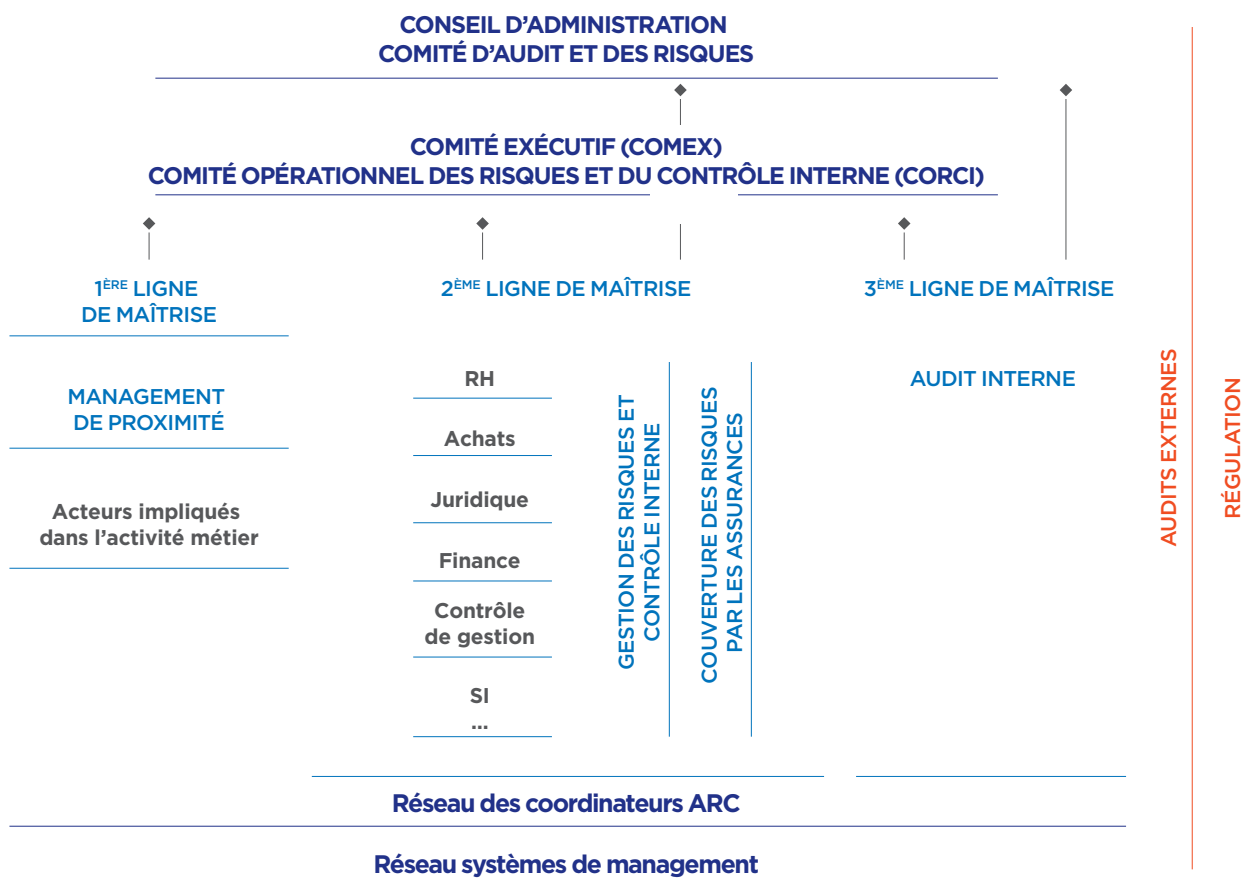 CONSEIL D’ADMINISTRATION
COMITÉ D’AUDIT ET DES RISQUES
COMITÉ EXÉCUTIF (COMEX)
COMITÉ OPÉRATIONNEL DES RISQUES ET DU CONTRÔLE INTERNE (CORCI)
1ÈRE LIGNE
DE MAÎTRISE
MANAGEMENT
DE PROXIMITÉ
Acteurs impliqués
dans l’activité métier
2ÈME LIGNE DE MAÎTRISE
RH
Achats
Juridique
Finance
Contrôle
de gestion
SI
...
GESTION DES RISQUES ET
CONTRÔLE INTERNE
COUVERTURE DES RISQUES
PAR LES ASSURANCES
3ÈME LIGNE DE MAÎTRISE
AUDIT INTERNE
AUDITS EXTERNES
RÉGULATION
Réseau des coordinateurs ARC
Réseau systèmes de management